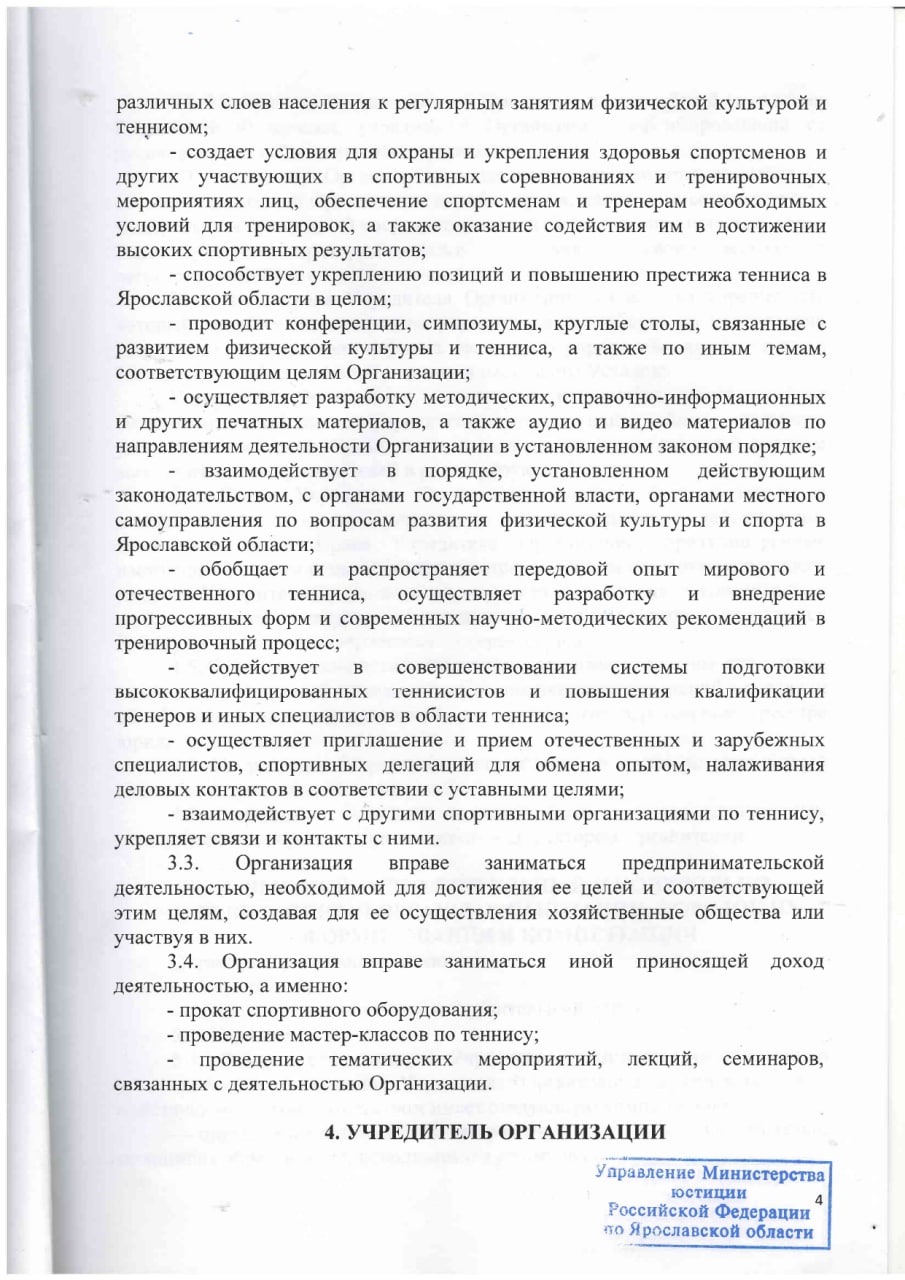 различных слоев населения к регулярным занятиям физической культурой и
теннисом;
- создает условия для охраны и укрепления здоровья спортсменов и
других участвующих в спортивных соревнованиях и тренировочных
мероприятиях лиц, обеспечение спортсменам и тренерам необходимых
условий для тренировок, а также оказание содействия им в достижении
высоких спортивных результатов;
- способствует укреплению позиций и повышению престижа тенниса в
Ярославской области в целом;
- проводит конференции, симпозиумы, круглые столы, связанные с
развитием физической культуры и тенниса, а также по иным темам,
соответствующим целям Организации;
- осуществляет разработку методических, справочно-информационных
и других печатных материалов, а также аудио и видео материалов по
направлениям деятельности Организации в установленном законом порядке;
- взаимодействует в порядке, установленном действующим
законодательством, с органами государственной власти, органами местного
самоуправления по вопросам развития физической культуры и спорта в
Ярославской области;
- обобщает и распространяет передовой опыт мирового и
отечественного тенниса, осуществляет разработку и внедрение
прогрессивных форм и современных научно-методических рекомендаций в
тренировочный процесс;
- содействует в совершенствовании системы подготовки
высококвалифицированных теннисистов и повышения квалификации
тренеров и иных специалистов в области тенниса;
- осуществляет приглашение и прием отечественных и зарубежных
специалистов, спортивных делегаций для обмена опытом, налаживания
деловых контактов в соответствии с уставными целями;
- взаимодействует с другими спортивными организациями по теннису,
укрепляет связи и контакты с ними.
3.3. Организация вправе заниматься предпринимательской
деятельностью, необходимой для достижения ее целей и соответствующей
этим целям, создавая для ее осуществления хозяйственные общества или
участвуя в них.
3.4. Организация вправе заниматься иной приносящей доход
деятельностью, а именно:
- прокат спортивного оборудования;
- проведение мастер-классов по теннису;
- проведение тематических мероприятий, лекций, семинаров,
связанных с деятельностью Организации.
4. УЧРЕДИТЕЛЬ ОРГАНИЗАЦИИ
Управление Министерства
юстиции
4
Российской Федерации
по Ярославской области